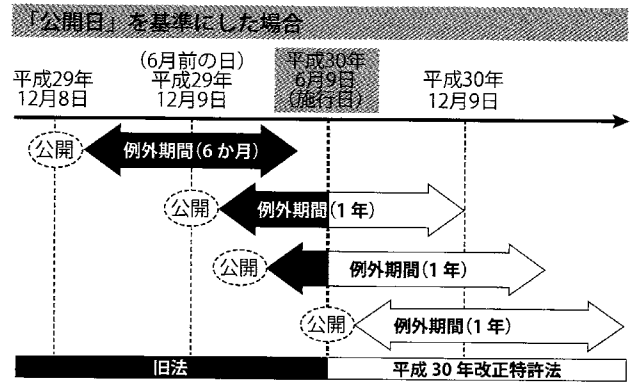 「公開日」を基準にした場合
平成29年
12月8日
(6月前の日)
平成29年
12月9日
平成30年
6月9日
(施行日)
平成30年
12月9日
公開
例外期間(6か月)
公開
例外期間(1年)
公開
例外期間(1年)
公開
例外期間(1年)
旧法
平成30年改正特許法